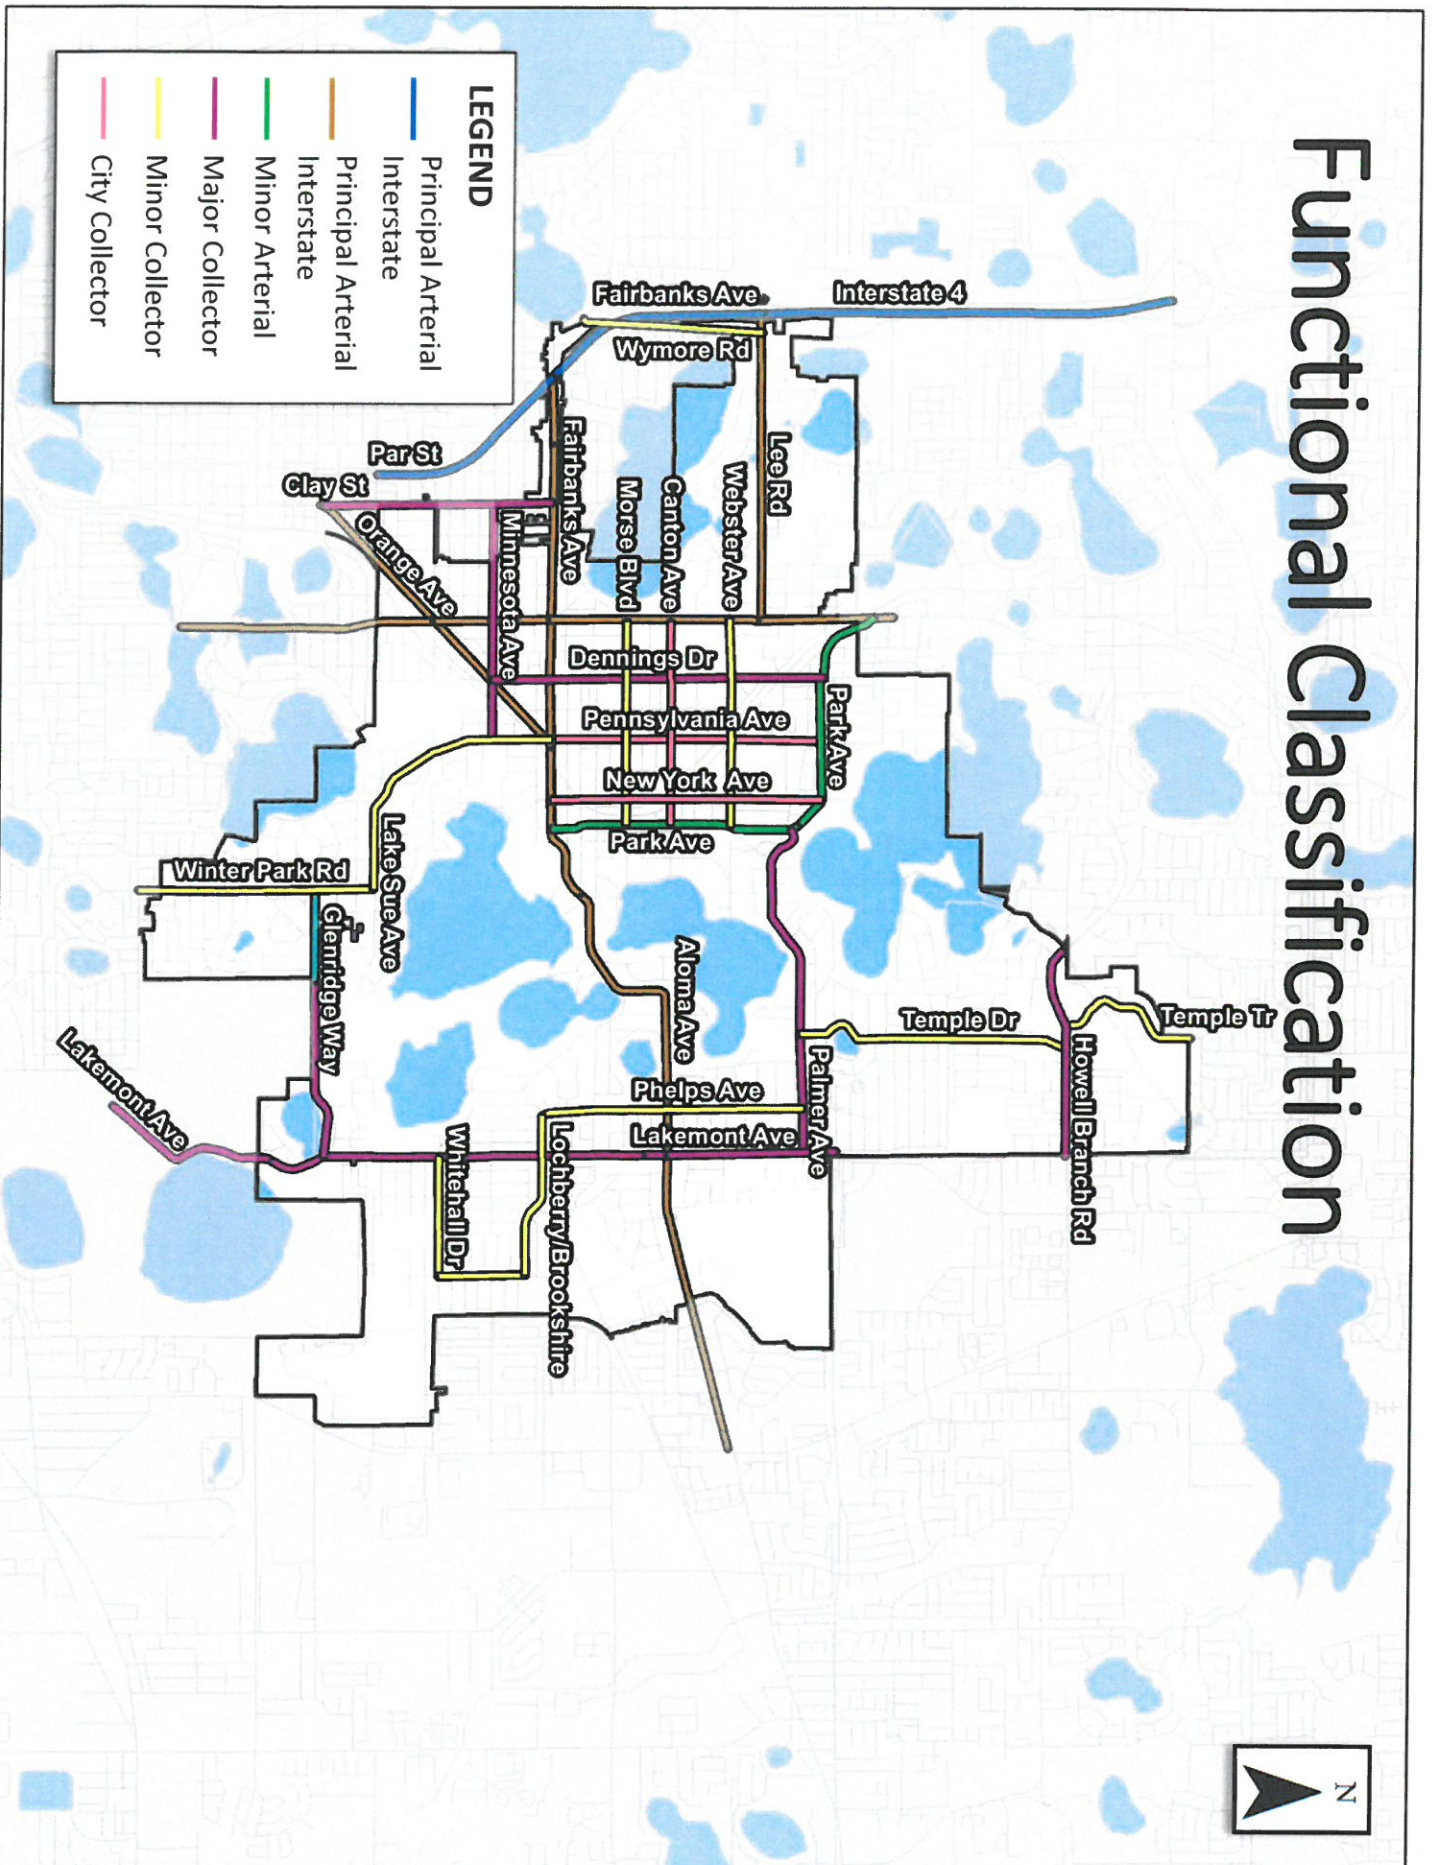 Functional Classification
N
LEGEND
Principal Arterial
Interstate
Principal Arterial
Interstate
Minor Arterial
Major Collector
Minor Collector
City Collector
Temple Tr
Howell Branch Rd
Temple Dr
Interstate 4
Fairbanks Ave
Wymore Rd
Lee Rd
Park Ave
Palmer Ave
Webster Ave
Canton Ave
Morse Blvd
Dennings Dr
Pennsylvania Ave
New York Ave
Park Ave
Aloma Ave
Phelps Ave
Lakemont Ave
Fairbanks Ave
Minnesota Ave
Lochberry/Brookshire
Whitehall Dr
Par St
Clay St
Orange Ave
Lake Sue Ave
Winter Park Rd
Glenridge Way
Lakemont Ave